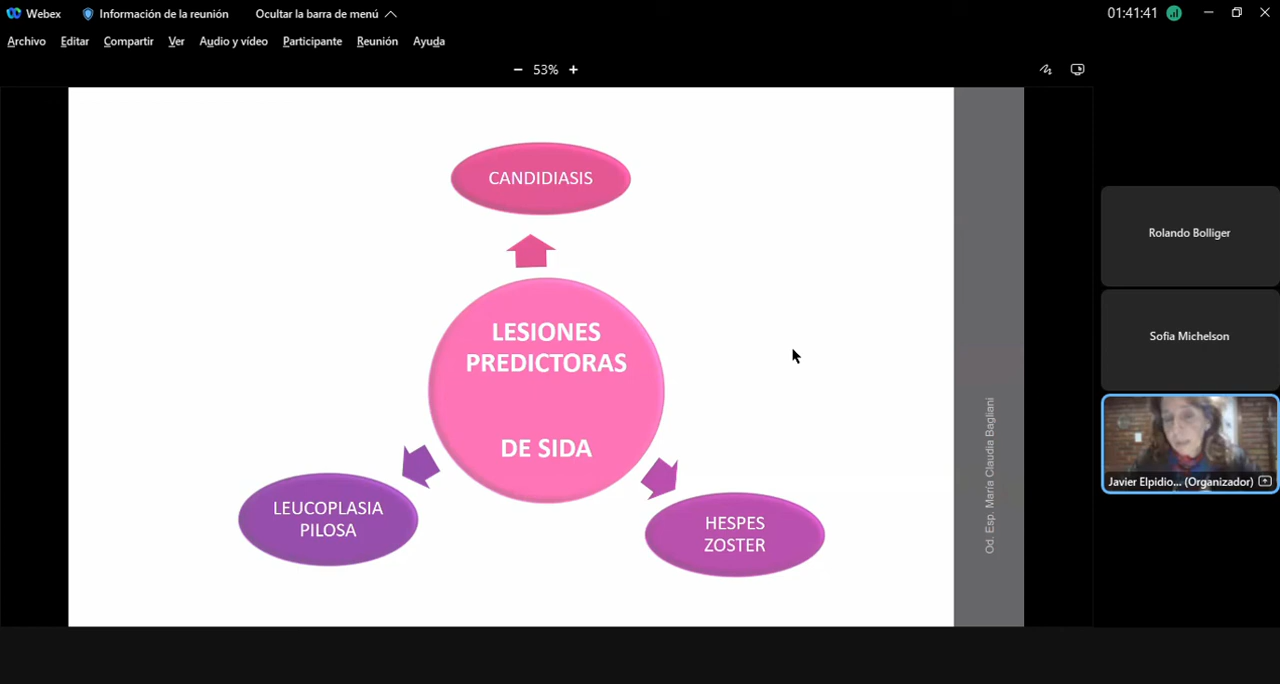 Webex
Información de la reunión
Ocultar la barra de menú
01:41:41
Archivo Editar Compartir Ver Audio y vídeo Participante Reunión Ayuda
− 53% +
CANDIDIASIS
LESIONES
PREDICTORAS
DE SIDA
LEUCOPLASIA
PILOSA
HESPES
ZOSTER
Od. Esp. María Claudia Bagliani
Rolando Bolliger
Sofia Michelson
Javier Elpidio... (Organizador)